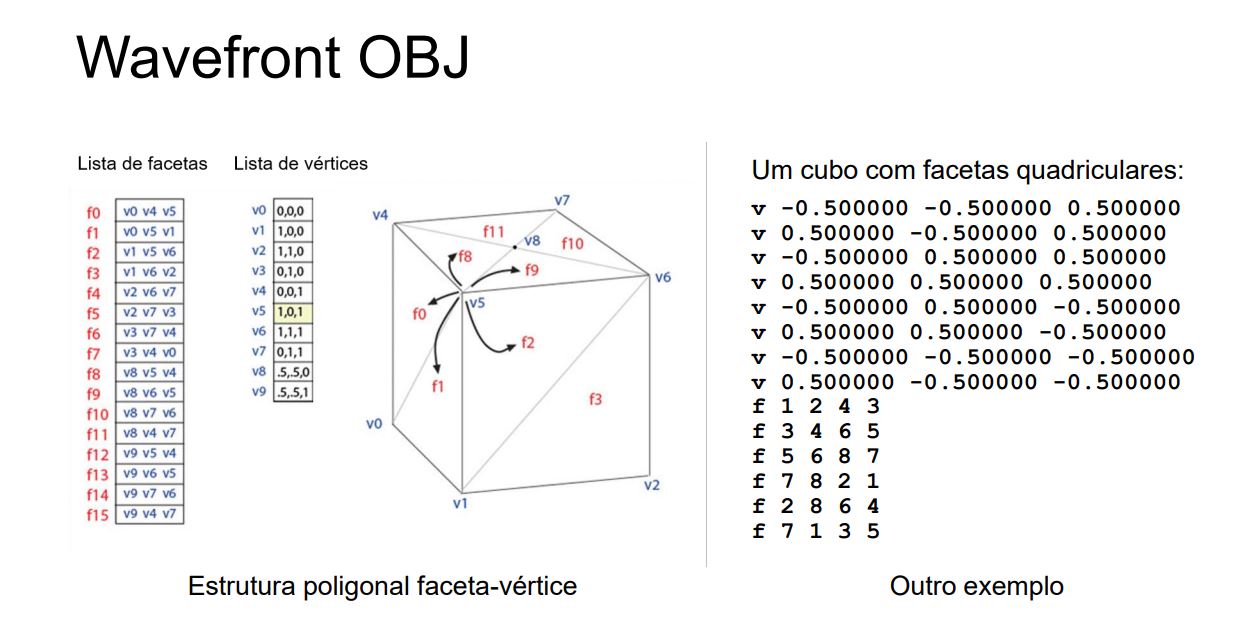 Wavefront OBJ
Lista de facetas Lista de vértices
f0 v0 v4 v5
f1 v0 v5 v1
f2 v1 v5 v6
f3 v1 v6 v2
f4 v2 v6 v7
f5 v2 v7 v3
f6 v3 v7 v4
f7 v3 v4 v0
f8 v8 v5 v4
f9 v8 v6 v5
f10 v8 v7 v6
f11 v8 v4 v7
f12 v9 v5 v4
f13 v9 v6 v5
f14 v9 v7 v6
f15 v9 v4 v7
v0 0,0,0
v1 1,0,0
v2 1,1,0
v3 0,1,0
v4 0,0,1
v5 1,0,1
v6 1,1,1
v7 0,1,1
v8 .5,.5,0
v9 .5,.5,1
v7
v4
f11
v8
f10
f8
f9
v6
v5
f0
f2
f1
f3
v0
v2
v1
Estrutura poligonal faceta-vértice
Um cubo com facetas quadriculares:
v -0.500000 -0.500000 0.500000
v 0.500000 -0.500000 0.500000
v -0.500000 0.500000 0.500000
v 0.500000 0.500000 0.500000
v -0.500000 0.500000 -0.500000
v 0.500000 0.500000 -0.500000
v -0.500000 -0.500000 -0.500000
v 0.500000 -0.500000 -0.500000
f 1 2 4 3
f 3 4 6 5
f 5 6 8 7
f 7 8 2 1
f 2 8 6 4
f 7 1 3 5
Outro exemplo